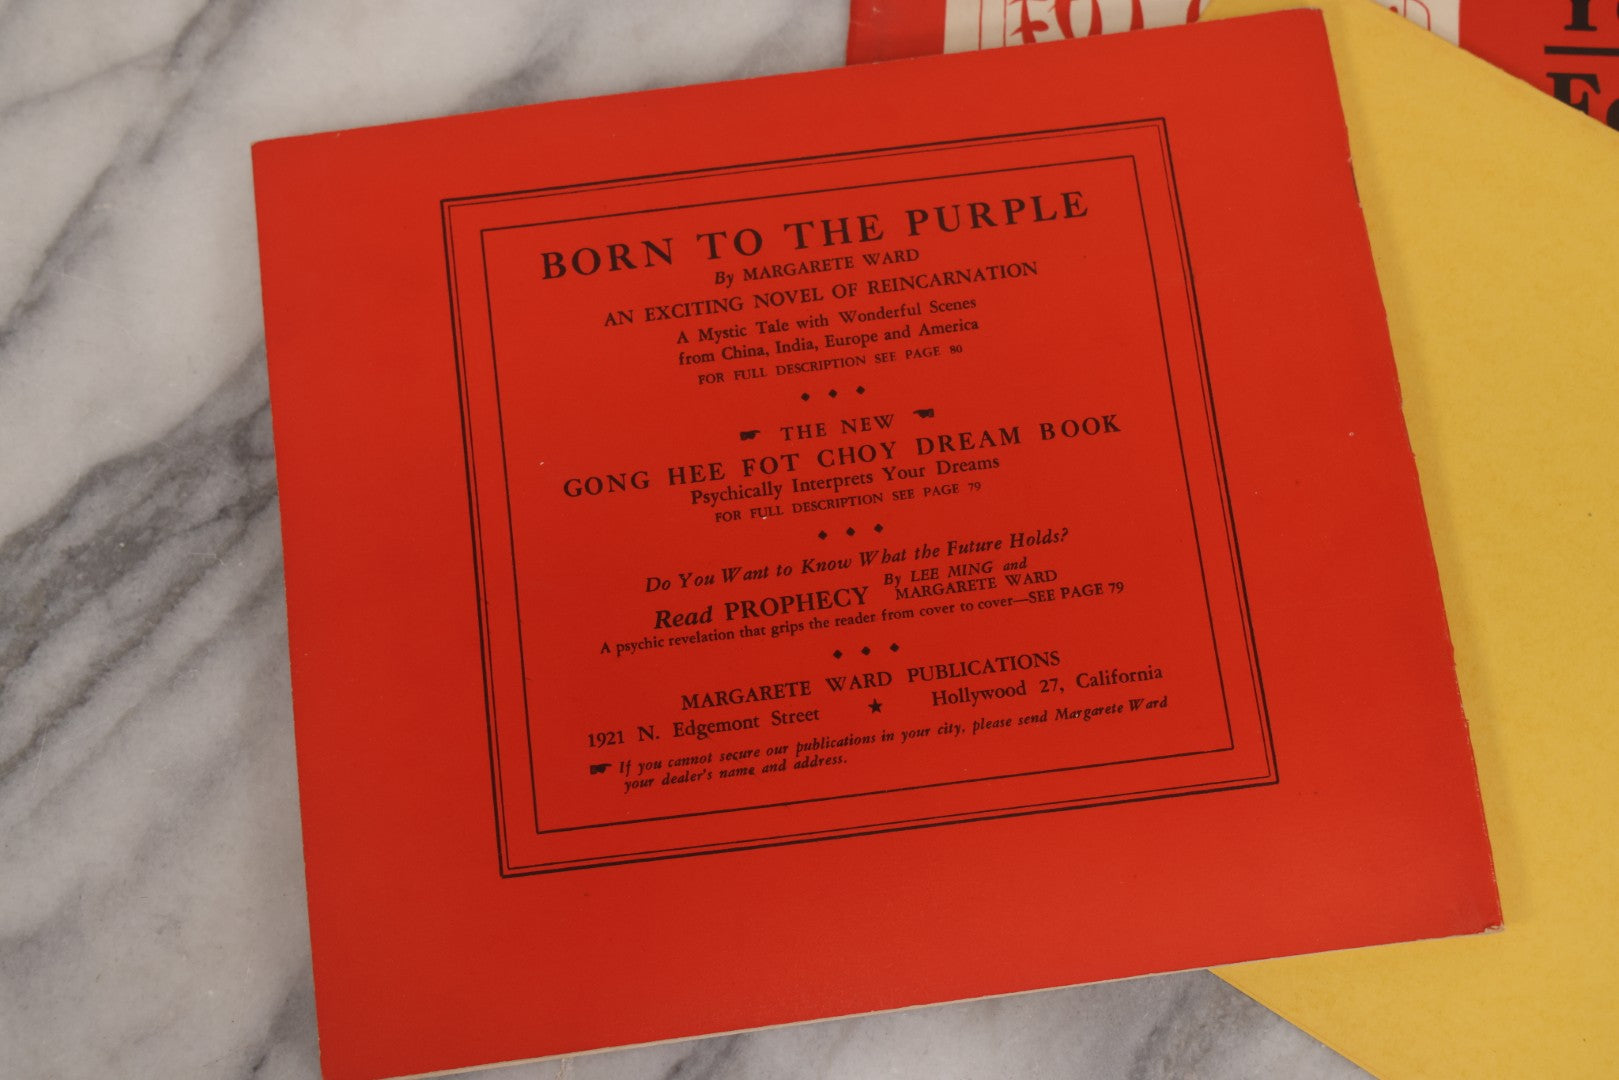 FOT
BORN TO THE PURPLE
By MARGARETE WARD
AN EXCITING NOVEL OF REINCARNATION
A Mystic Tale with Wonderful Scenes
from China, India, Europe and America
FOR FULL DESCRIPTION SEE PAGE 80
THE NEW
GONG HEE FOT CHOY DREAM BOOK
Psychically Interprets Your Dreams
FOR FULL DESCRIPTION SEE PAGE 79
Do You Want to Know What the Future Holds?
Read PROPHECY By LEE MING and
MARGARETE WARD
A psychic revelation that grips the reader from cover to cover—SEE PAGE 79
MARGARETE WARD PUBLICATIONS
1921 N. Edgemont Street ★ Hollywood 27, California
If you cannot secure our publications in your city, please send Margarete Ward
your dealer's name and address.